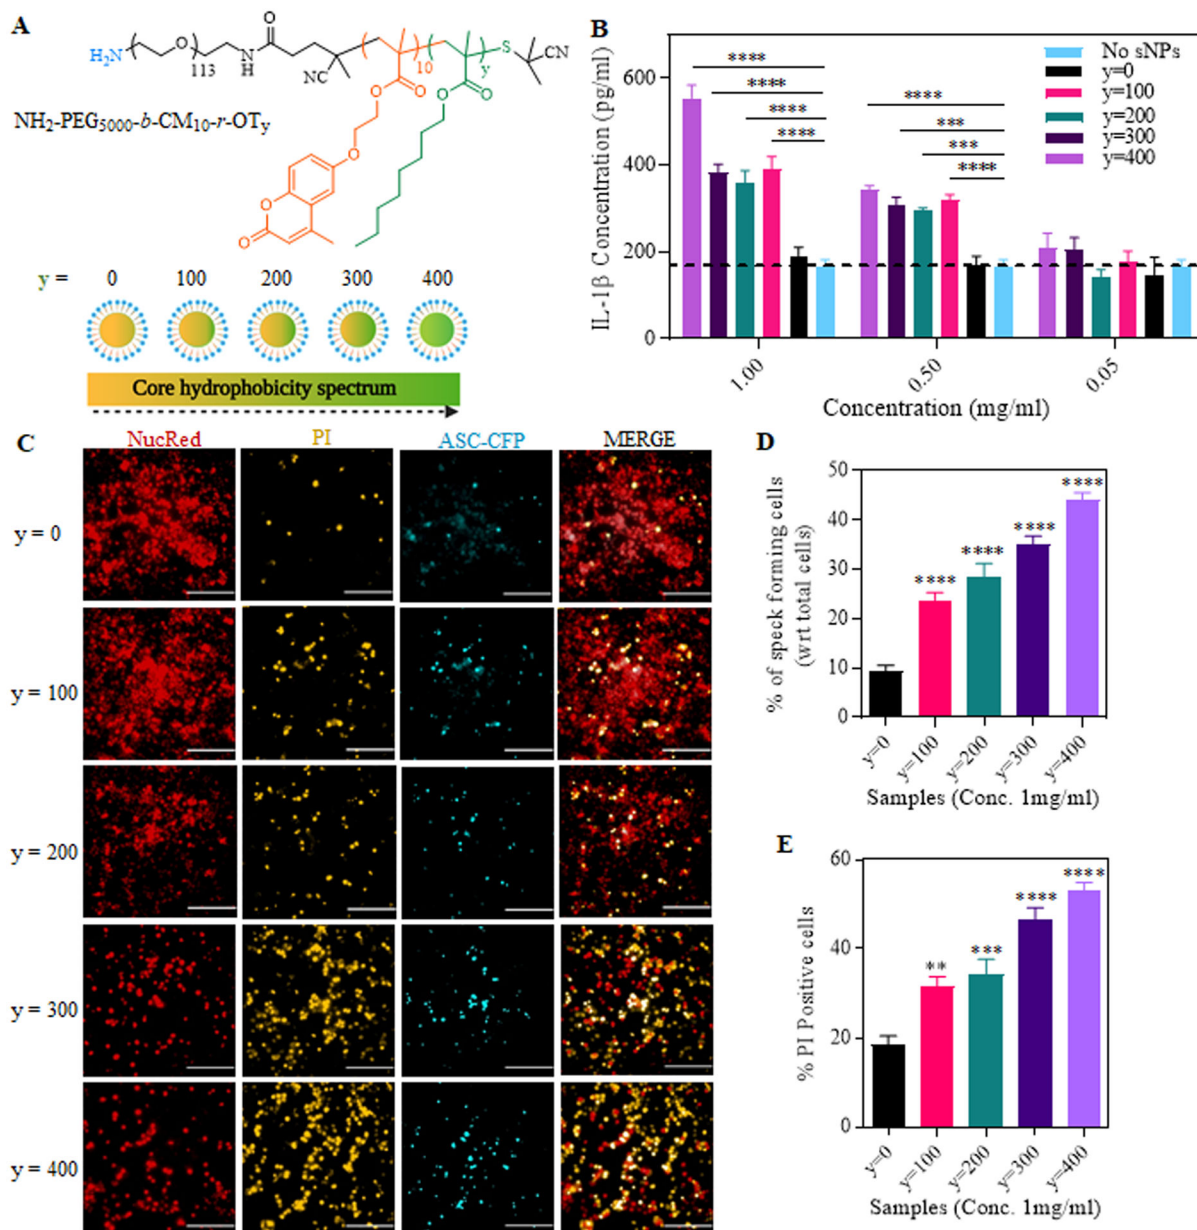 A
H₂N
O
113
N
H
O
NC
10
y
S
CN
O
O
O
O
O
O
O
NH₂-PEG₅₀₀₀-b-CM₁₀-r-OTy
y =
0
100
200
300
400
Core hydrophobicity spectrum
B
IL-1β Concentration (pg/ml)
600
400
200
0
****
****
****
****
****
***
***
****
No sNPs
y=0
y=100
y=200
y=300
y=400
1.00
0.50
0.05
Concentration (mg/ml)
C
NucRed
PI
ASC-CFP
MERGE
y = 0
y = 100
y = 200
y = 300
y = 400
D
% of speck forming cells
(wrt total cells)
50
40
30
20
10
0
****
****
****
****
y=0
y=100
y=200
y=300
y=400
Samples (Conc. 1mg/ml)
E
% PI Positive cells
60
40
20
0
**
***
****
****
y=0
y=100
y=200
y=300
y=400
Samples (Conc. 1mg/ml)